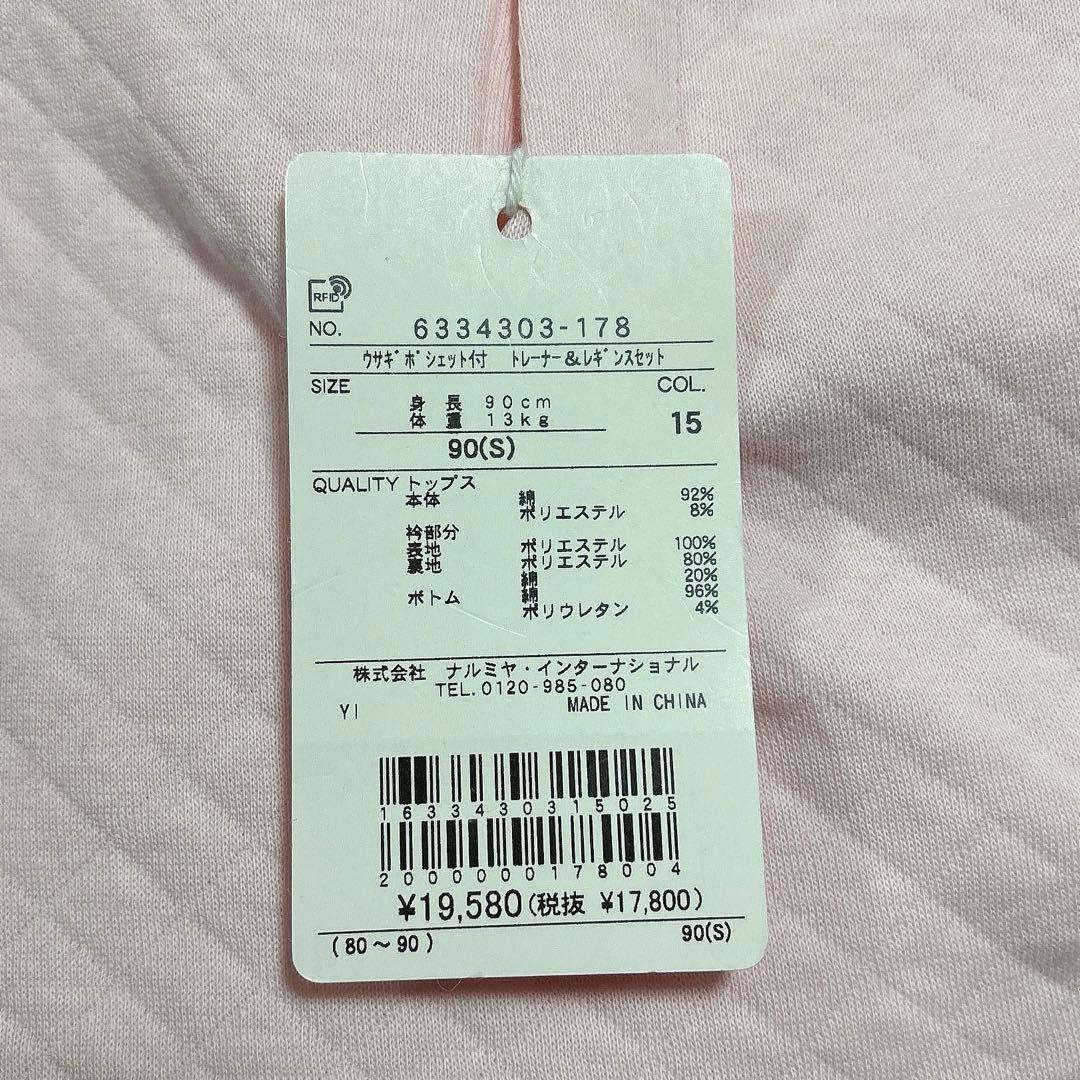 RFID
NO. 6334303-178
ｳｻｷﾞﾎﾟｼｪｯﾄ付 ﾄﾚｰﾅｰ＆ﾚｷﾞﾝｽｾｯﾄ
SIZE COL.
身長 90cm
体重 13kg
15
90(S)
QUALITY トップス
本体 綿 92%
ポリエステル 8%
衿部分
表地 ポリエステル 100%
裏地 ポリエステル 80%
綿 20%
ボトム 綿 96%
ポリウレタン 4%
株式会社 ナルミヤ・インターナショナル
TEL.0120-985-080
YI MADE IN CHINA
1633430315025
2000000178004
¥19,580(税抜 ¥17,800)
(80～90) 90(S)